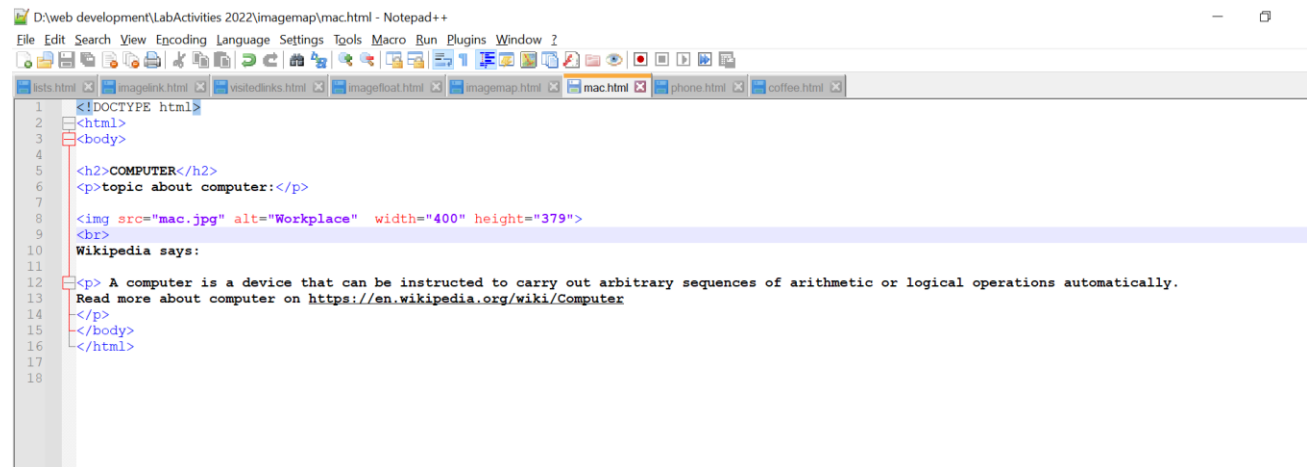 D:\web development\LabActivities 2022\imagemap\mac.html - Notepad++
File Edit Search View Encoding Language Settings Tools Macro Run Plugins Window ?
lists.html imagelink.html visitedlinks.html imagefloat.html imagemap.html mac.html phone.html coffee.html
1 <!DOCTYPE html>
2 <html>
3 <body>
4
5 <h2>COMPUTER</h2>
6 <p>topic about computer:</p>
7
8 <img src="mac.jpg" alt="Workplace"  width="400" height="379">
9 <br>
10 Wikipedia says:
11
12 <p> A computer is a device that can be instructed to carry out arbitrary sequences of arithmetic or logical operations automatically.
13 Read more about computer on https://en.wikipedia.org/wiki/Computer
14 </p>
15 </body>
16 </html>
17
18